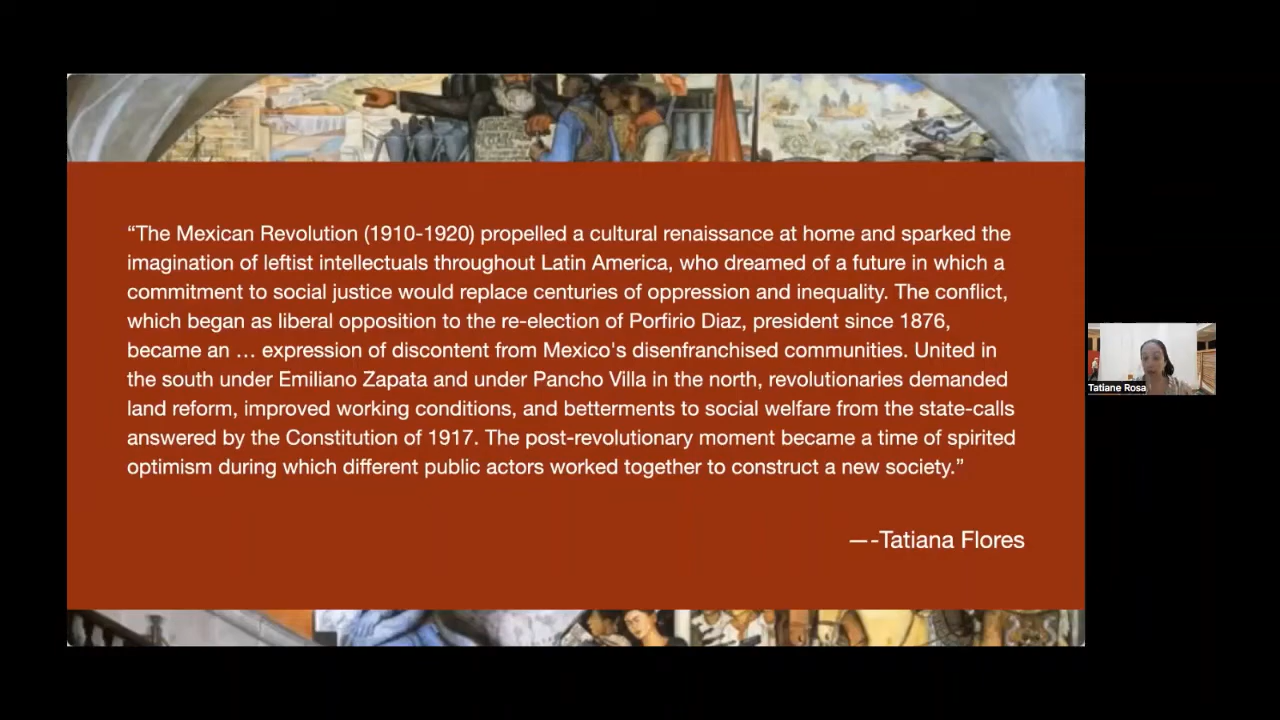 “The Mexican Revolution (1910-1920) propelled a cultural renaissance at home and sparked the
imagination of leftist intellectuals throughout Latin America, who dreamed of a future in which a
commitment to social justice would replace centuries of oppression and inequality. The conflict,
which began as liberal opposition to the re-election of Porfirio Diaz, president since 1876,
became an … expression of discontent from Mexico's disenfranchised communities. United in
the south under Emiliano Zapata and under Pancho Villa in the north, revolutionaries demanded
land reform, improved working conditions, and betterments to social welfare from the state-calls
answered by the Constitution of 1917. The post-revolutionary moment became a time of spirited
optimism during which different public actors worked together to construct a new society.”
—-Tatiana Flores
Tatiane Rosa